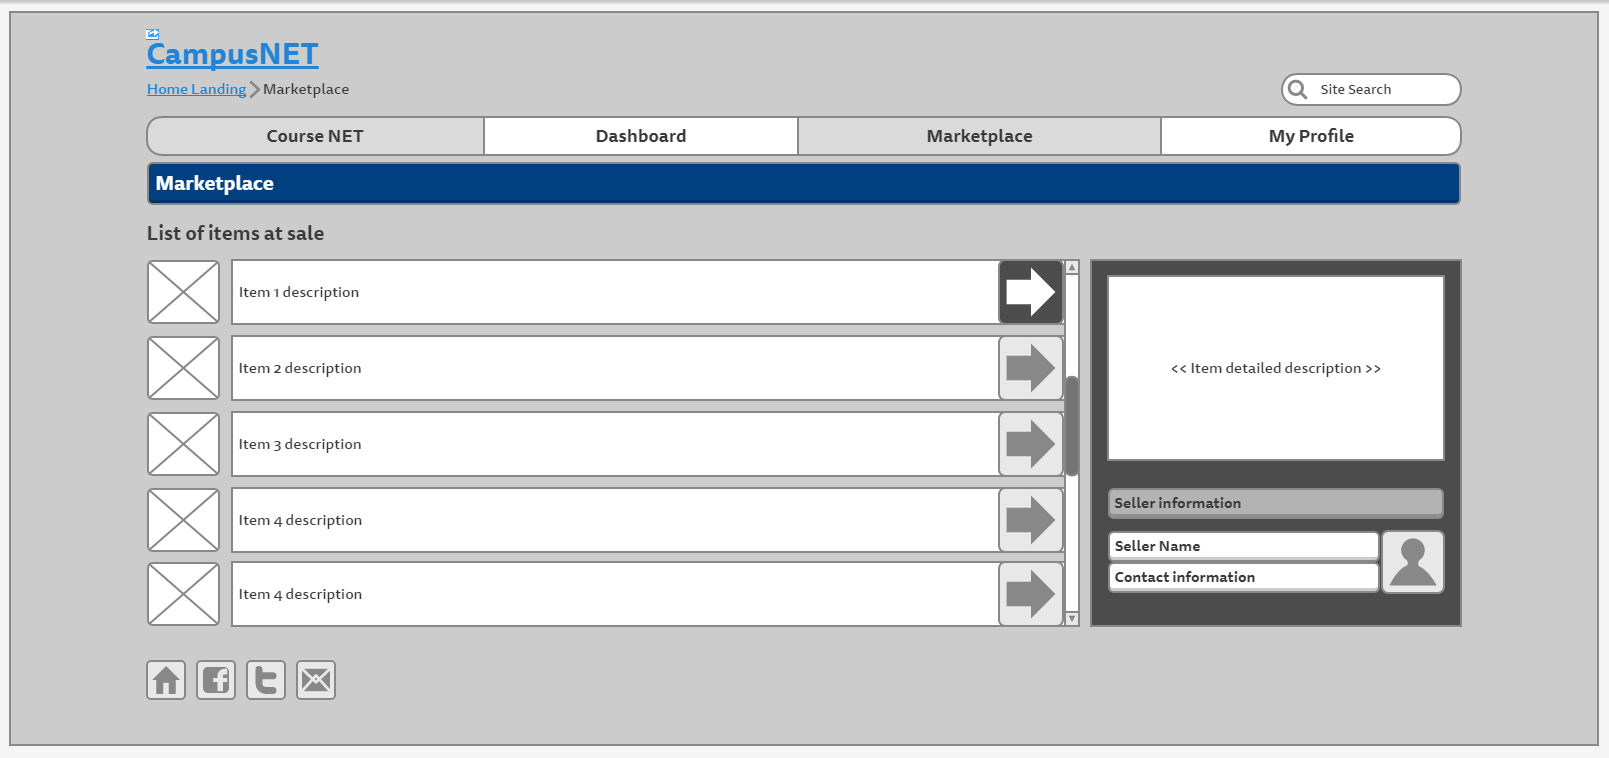 CampusNET
Home Landing Marketplace
Site Search
Course NET
Dashboard
Marketplace
My Profile
Marketplace
List of items at sale
Item 1 description
Item 2 description
Item 3 description
Item 4 description
Item 4 description
<< Item detailed description >>
Seller information
Seller Name
Contact information